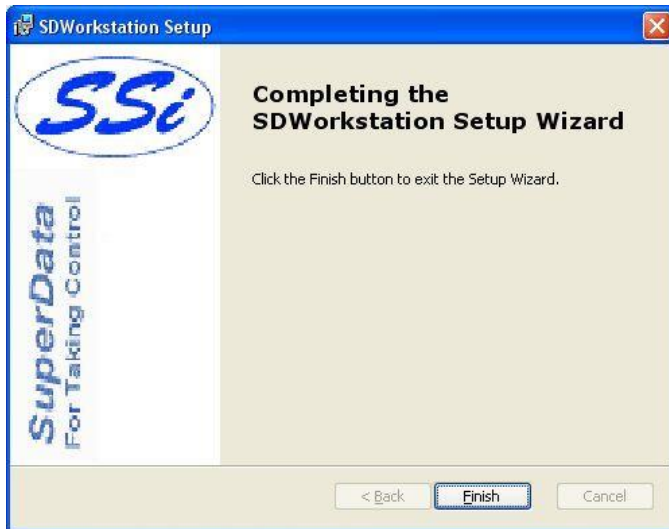 SDWorkstation Setup
SSi
SuperData
For Taking Control
Completing the
SDWorkstation Setup Wizard
Click the Finish button to exit the Setup Wizard.
< Back
Finish
Cancel